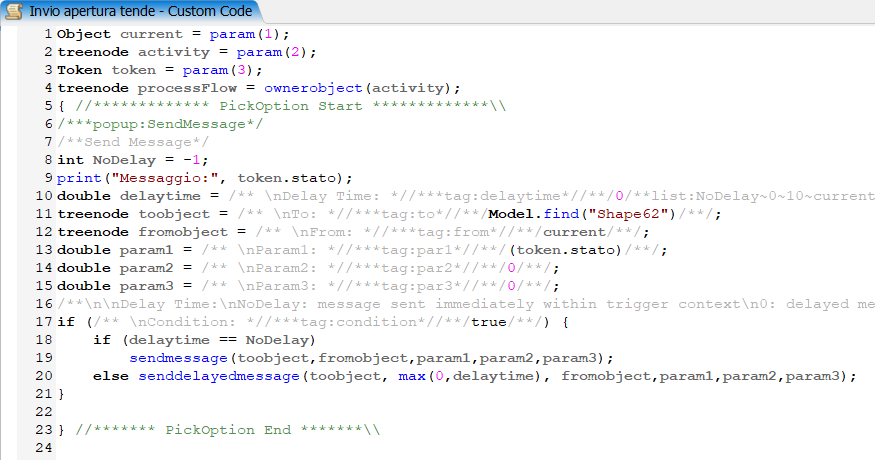 Invio apertura tende - Custom Code
1 Object current = param(1);
2 treenode activity = param(2);
3 Token token = param(3);
4 treenode processFlow = ownerobject(activity);
5 { //************* PickOption Start *************\\
6 /***popup:SendMessage*/
7 /**Send Message*/
8 int NoDelay = -1;
9 print("Messaggio:", token.stato);
10 double delaytime = /** \nDelay Time: *//***tag:delaytime*//**/0/**list:NoDelay~0~10~current
11 treenode toobject = /** \nTo: *//***tag:to*//**/Model.find("Shape62")/**/;
12 treenode fromobject = /** \nFrom: *//***tag:from*//**/current/**/;
13 double param1 = /** \nParam1: *//***tag:par1*//**/(token.stato)/**/;
14 double param2 = /** \nParam2: *//***tag:par2*//**/0/**/;
15 double param3 = /** \nParam3: *//***tag:par3*//**/0/**/;
16 /**\n\nDelay Time:\nNoDelay: message sent immediately within trigger context\n0: delayed me
17 if (/** \nCondition: *//***tag:condition*//**/true/**/) {
18     if (delaytime == NoDelay)
19         sendmessage(toobject,fromobject,param1,param2,param3);
20     else senddelayedmessage(toobject, max(0,delaytime), fromobject,param1,param2,param3);
21 }
22
23 } //******* PickOption End *******\\
24